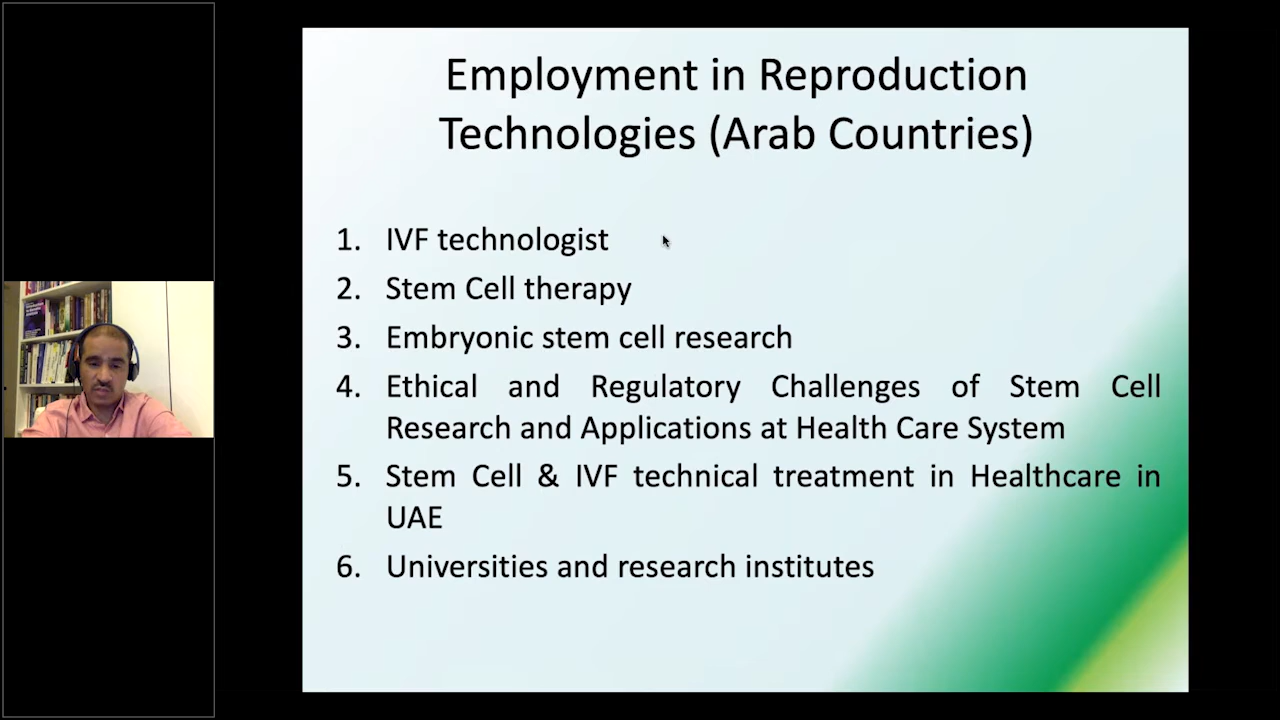 Employment in Reproduction
Technologies (Arab Countries)
1. IVF technologist
2. Stem Cell therapy
3. Embryonic stem cell research
4. Ethical and Regulatory Challenges of Stem Cell
Research and Applications at Health Care System
5. Stem Cell & IVF technical treatment in Healthcare in
UAE
6. Universities and research institutes